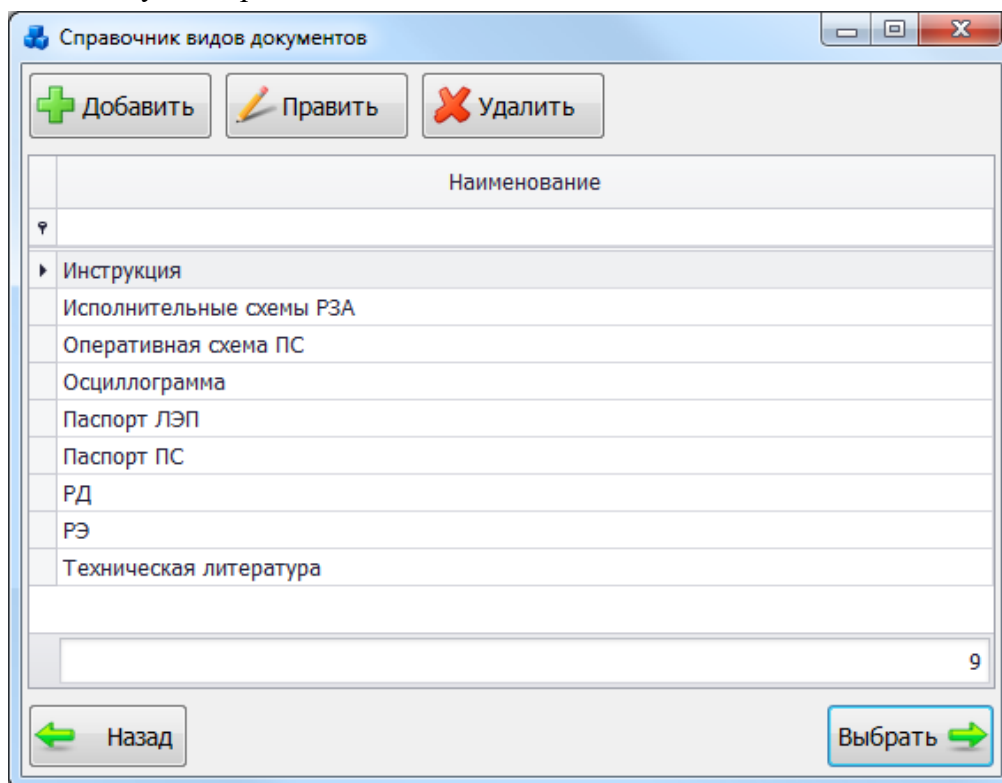 Справочник видов документов
Добавить Править Удалить
Наименование
Инструкция
Исполнительные схемы РЗА
Оперативная схема ПС
Осциллограмма
Паспорт ЛЭП
Паспорт ПС
РД
РЭ
Техническая литература
9
Назад Выбрать